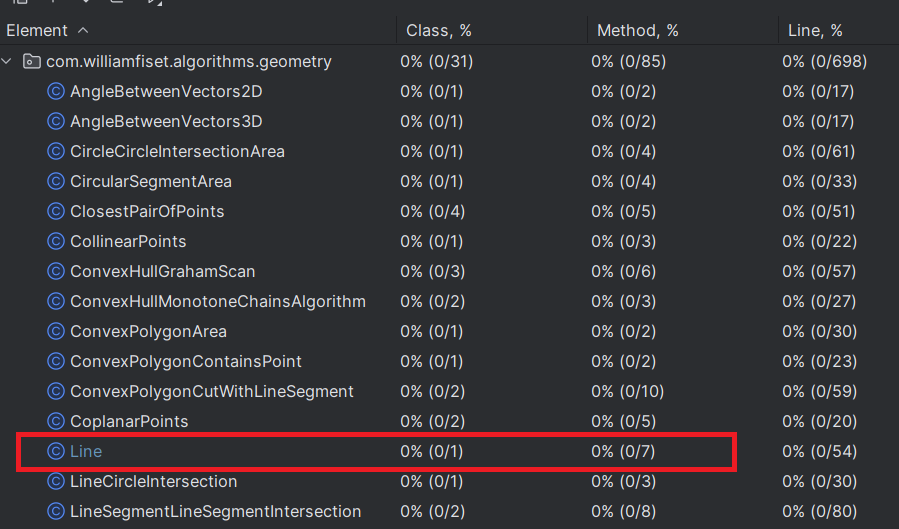 Element Class, % Method, % Line, %
com.williamfiset.algorithms.geometry 0% (0/31) 0% (0/85) 0% (0/698)
AngleBetweenVectors2D 0% (0/1) 0% (0/2) 0% (0/17)
AngleBetweenVectors3D 0% (0/1) 0% (0/2) 0% (0/17)
CircleCircleIntersectionArea 0% (0/1) 0% (0/4) 0% (0/61)
CircularSegmentArea 0% (0/1) 0% (0/4) 0% (0/33)
ClosestPairOfPoints 0% (0/4) 0% (0/5) 0% (0/51)
CollinearPoints 0% (0/1) 0% (0/3) 0% (0/22)
ConvexHullGrahamScan 0% (0/3) 0% (0/6) 0% (0/57)
ConvexHullMonotoneChainsAlgorithm 0% (0/2) 0% (0/3) 0% (0/27)
ConvexPolygonArea 0% (0/1) 0% (0/2) 0% (0/30)
ConvexPolygonContainsPoint 0% (0/1) 0% (0/2) 0% (0/23)
ConvexPolygonCutWithLineSegment 0% (0/2) 0% (0/10) 0% (0/59)
CoplanarPoints 0% (0/2) 0% (0/5) 0% (0/20)
Line 0% (0/1) 0% (0/7) 0% (0/54)
LineCircleIntersection 0% (0/1) 0% (0/3) 0% (0/30)
LineSegmentLineSegmentIntersection 0% (0/2) 0% (0/8) 0% (0/80)